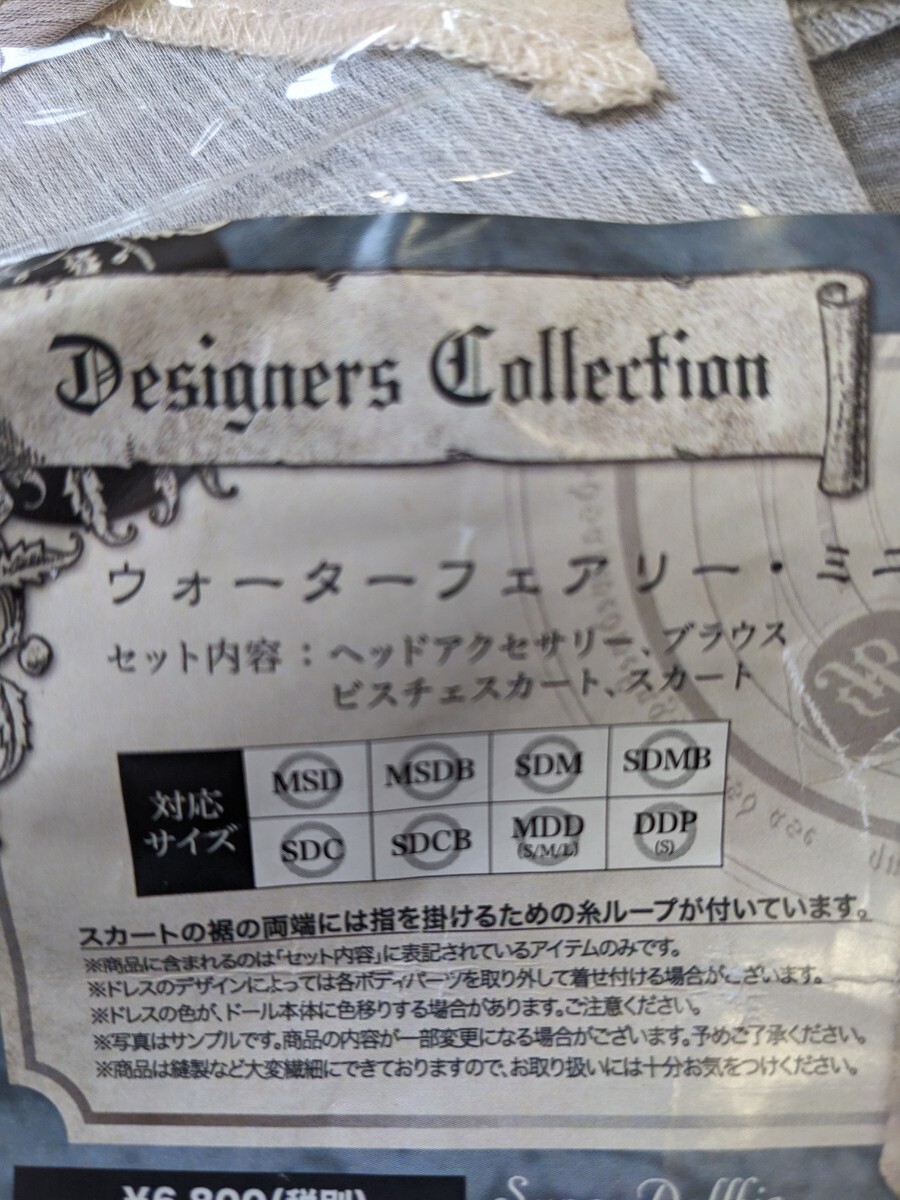 Designers Collection
ウォーターフェアリー・ミニ
セット内容：ヘッドアクセサリー、ブラウス
ビスチェスカート、スカート
対応
サイズ
MSD MSDB SDM SDMB
SDC SDCB MDD (S/M/L) DDP (S)
スカートの裾の両端には指を掛けるための糸ループが付いています。
※商品に含まれるのは「セット内容」に表記されているアイテムのみです。
※ドレスのデザインによっては各ボディパーツを取り外して着せ付ける場合がございます。
※ドレスの色が、ドール本体に色移りする場合があります。ご注意ください。
※写真はサンプルです。商品の内容が一部変更になる場合がございます。予めご了承ください。
※商品は縫製など大変繊細にできておりますので、お取り扱いには十分お気をつけください。
¥6,800(税別)
Super Dollfie